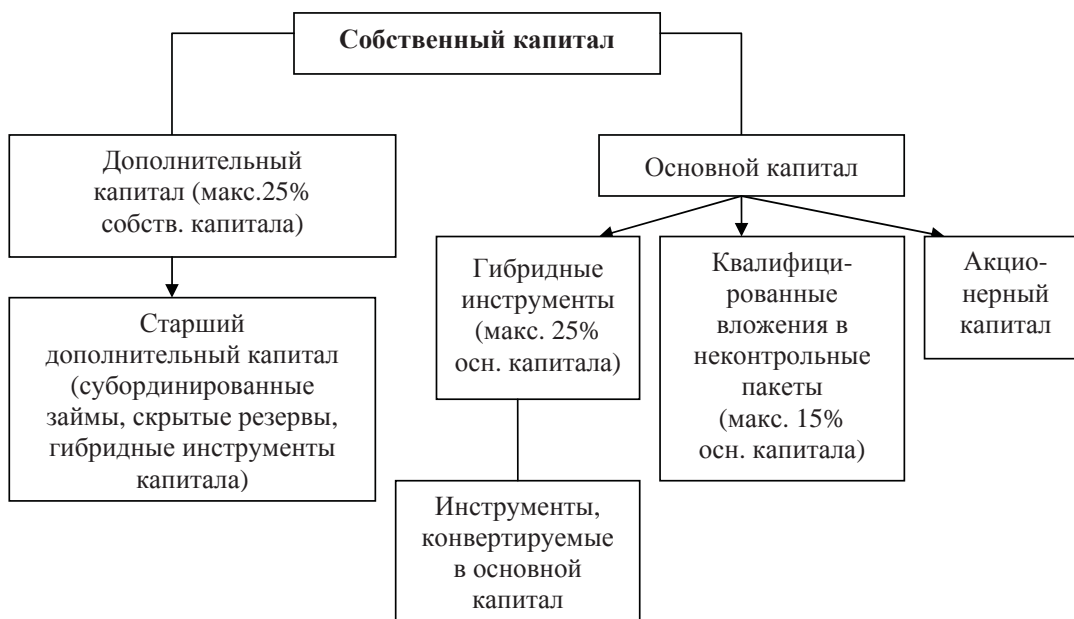 Собственный капитал
Дополнительный
капитал (макс.25%
собств. капитала)
Основной капитал
Старший
дополнительный капитал
(субординированные
займы, скрытые резервы,
гибридные инструменты
капитала)
Гибридные
инструменты
(макс. 25%
осн. капитала)
Квалифици-
рованные
вложения в
неконтрольные
пакеты
(макс. 15%
осн. капитала)
Акцио-
нерный
капитал
Инструменты,
конвертируемые
в основной
капитал